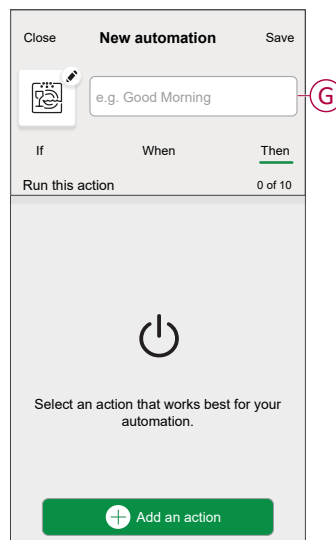 Close New automation Save
e.g. Good Morning
G
If When Then
Run this action 0 of 10
Select an action that works best for your
automation.
Add an action